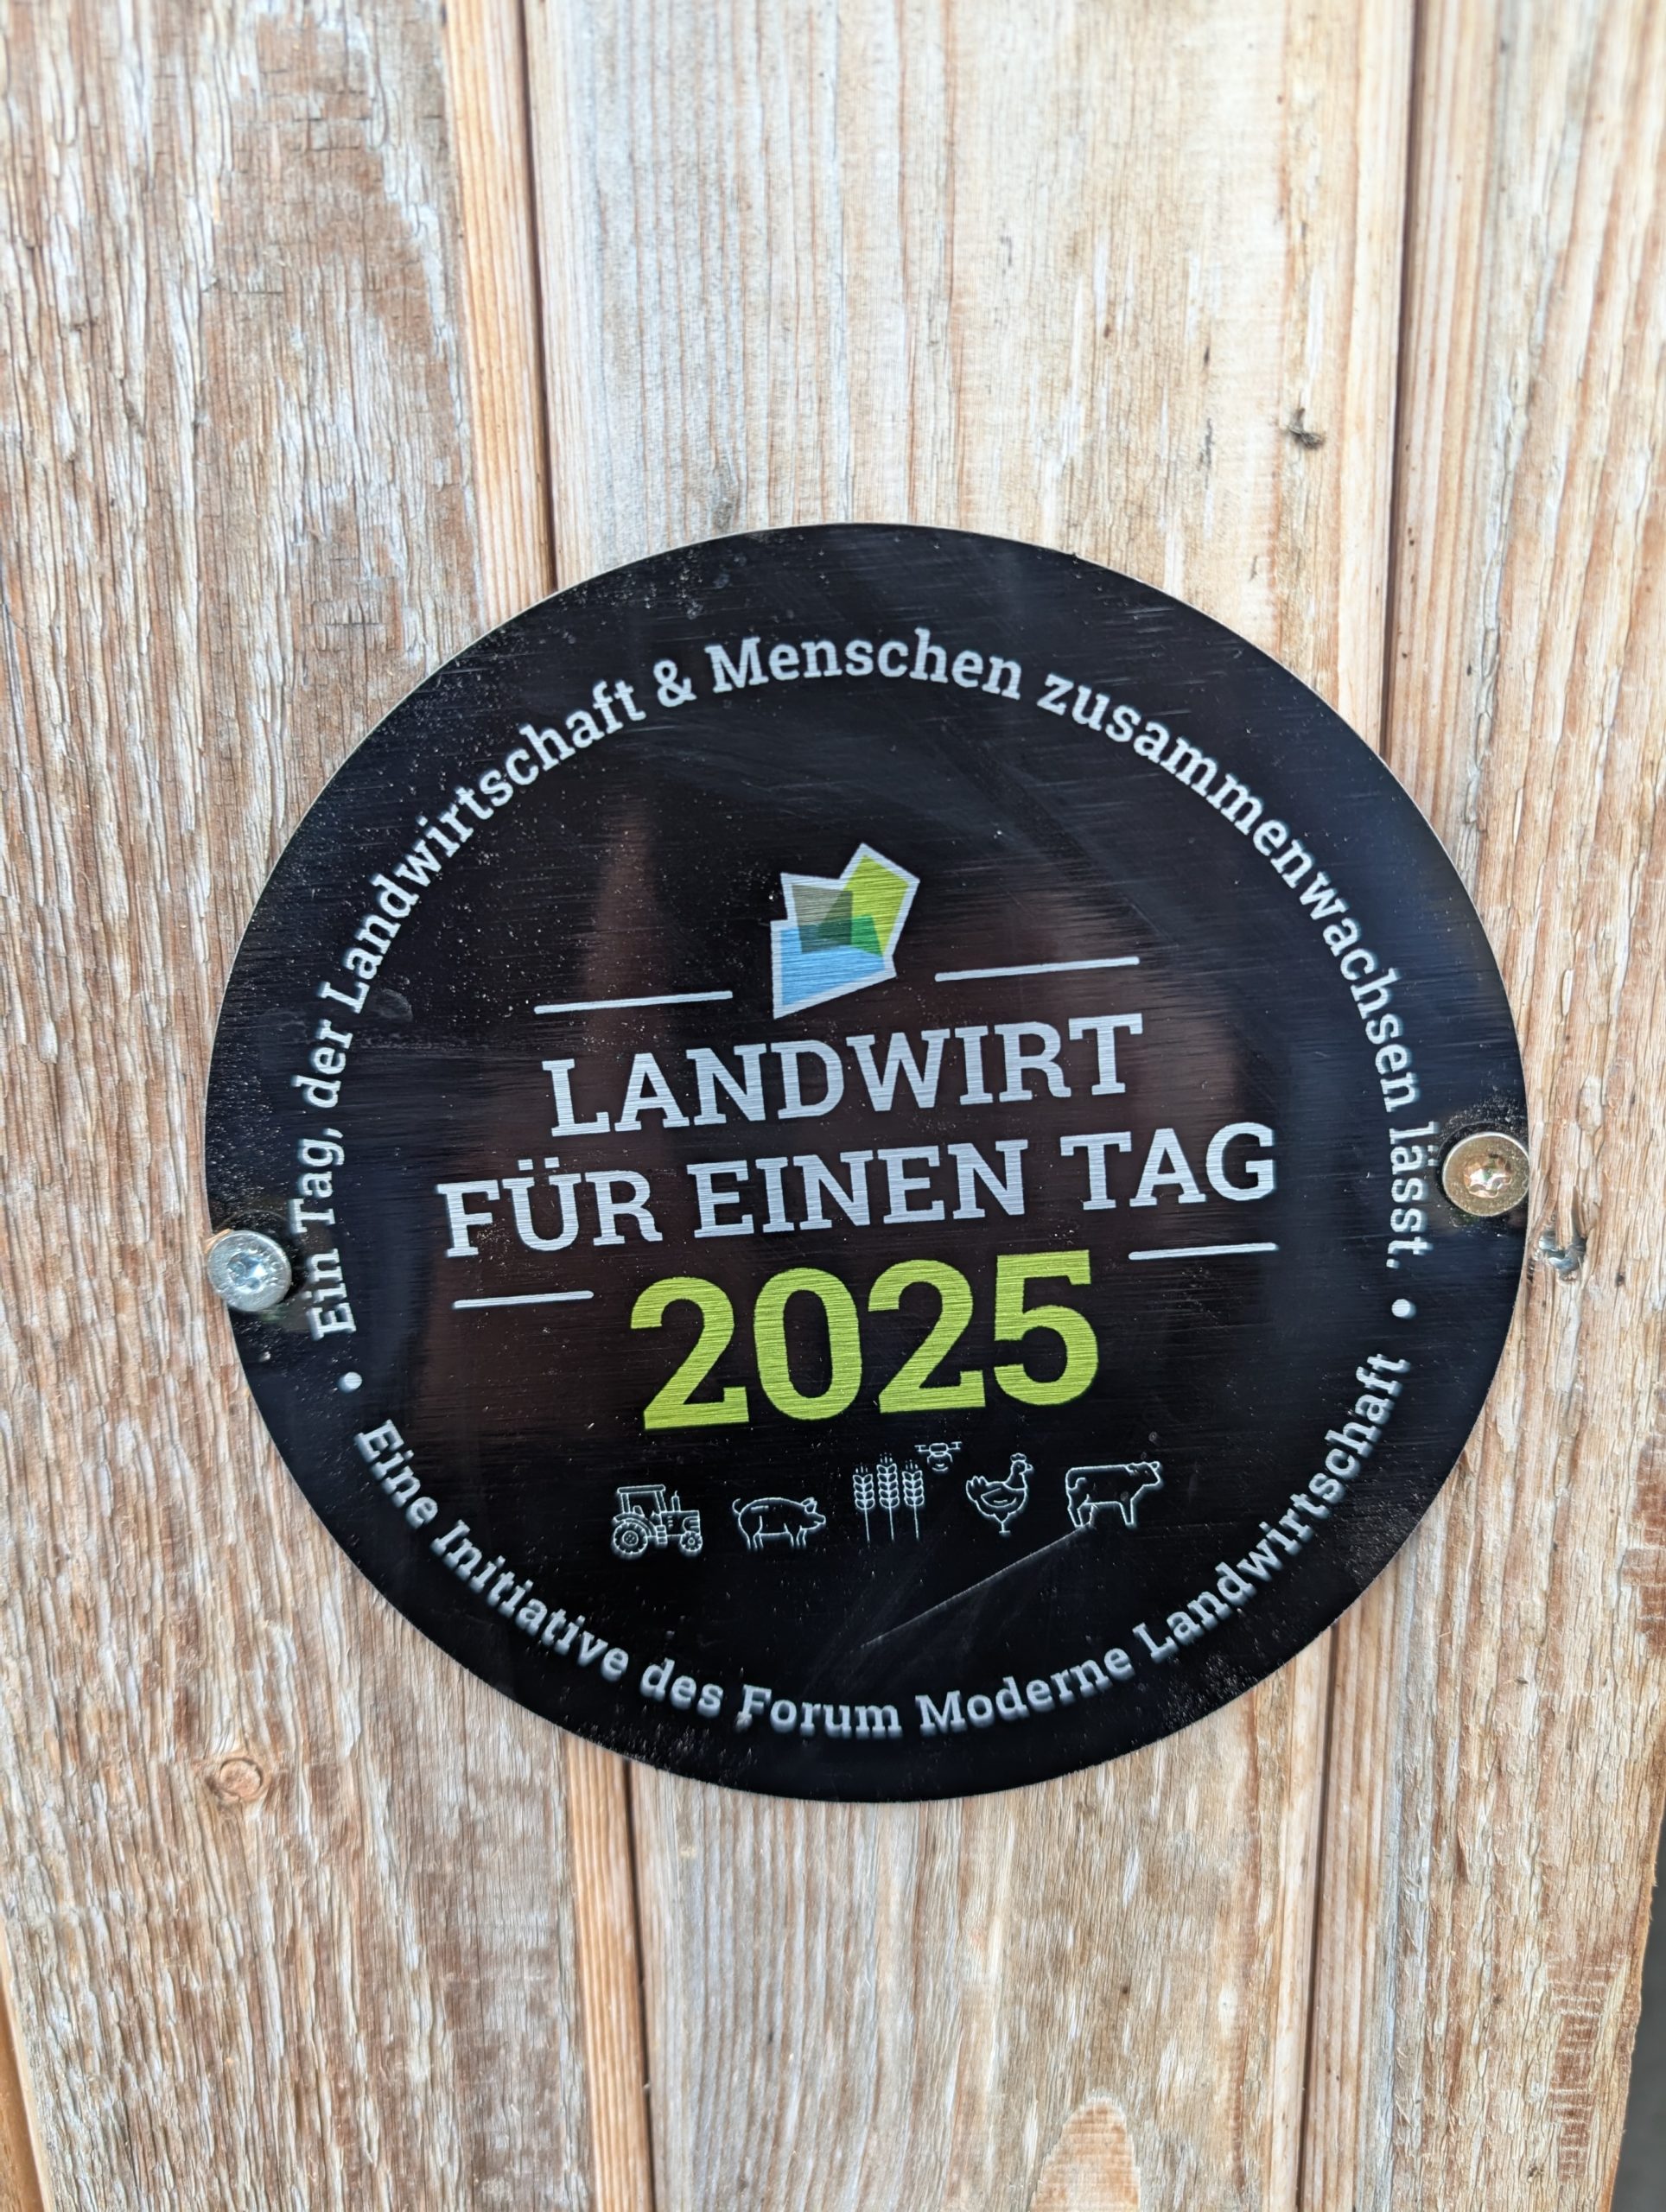 Ein Tag, der Landwirtschaft & Menschen zusammenwachsen lässt.
LANDWIRT
FÜR EINEN TAG
2025
Eine Initiative des Forum Moderne Landwirtschaft